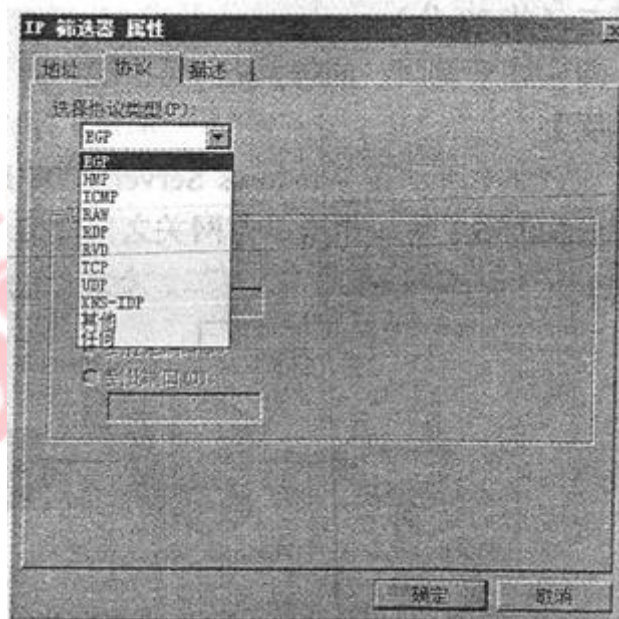 IP 筛选器 属性
地址 协议 描述
选择协议类型(P):
EGP
EGP
HMP
ICMP
RAW
RDP
RVD
TCP
UDP
XNS-IDP
其他
任何
确定 取消